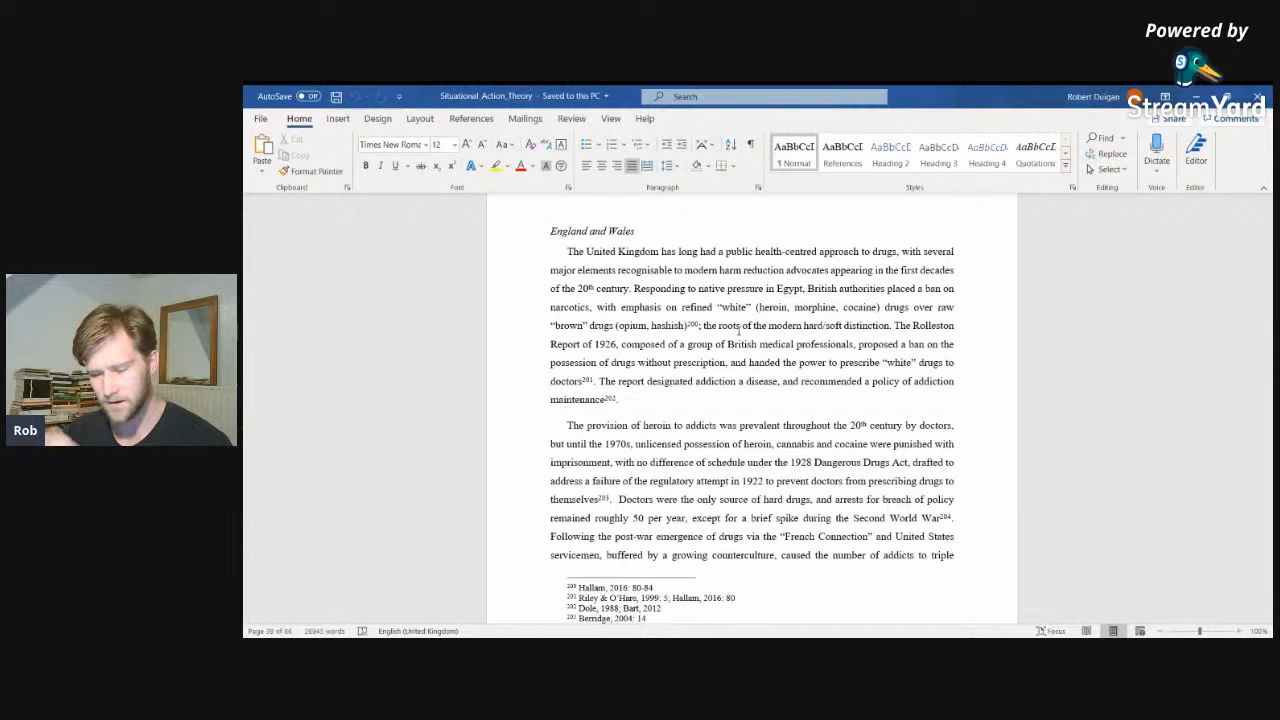 Powered by
StreamYard
AutoSave Off
Situational_Action_Theory – Saved to this PC
Search
Robert Duigan
File Home Insert Design Layout References Mailings Review View Help
Share Comments
Paste
Cut
Copy
Format Painter
Times New Roma 12
AaBbCcI AaBbCcI AaBbCcD AaBbCcD AaBbCcD AaBbCcI
¶ Normal References Heading 2 Heading 3 Heading 4 Quotations
Find
Replace
Select
Dictate
Editor
Clipboard Font Paragraph Styles Editing Voice Editor
England and Wales
The United Kingdom has long had a public health-centred approach to drugs, with several
major elements recognisable to modern harm reduction advocates appearing in the first decades
of the 20th century. Responding to native pressure in Egypt, British authorities placed a ban on
narcotics, with emphasis on refined “white” (heroin, morphine, cocaine) drugs over raw
“brown” drugs (opium, hashish)200; the roots of the modern hard/soft distinction. The Rolleston
Report of 1926, composed of a group of British medical professionals, proposed a ban on the
possession of drugs without prescription, and handed the power to prescribe “white” drugs to
doctors201. The report designated addiction a disease, and recommended a policy of addiction
maintenance202.
The provision of heroin to addicts was prevalent throughout the 20th century by doctors,
but until the 1970s, unlicensed possession of heroin, cannabis and cocaine were punished with
imprisonment, with no difference of schedule under the 1928 Dangerous Drugs Act, drafted to
address a failure of the regulatory attempt in 1922 to prevent doctors from prescribing drugs to
themselves203. Doctors were the only source of hard drugs, and arrests for breach of policy
remained roughly 50 per year, except for a brief spike during the Second World War204.
Following the post-war emergence of drugs via the “French Connection” and United States
servicemen, buffered by a growing counterculture, caused the number of addicts to triple
200 Hallam, 2016: 80-84
201 Riley & O'Hare, 1999: 5; Hallam, 2016: 80
202 Dole, 1988; Bart, 2012
203 Berridge, 2004: 14
Page 39 of 86 26945 words English (United Kingdom)
Focus
100%
Rob